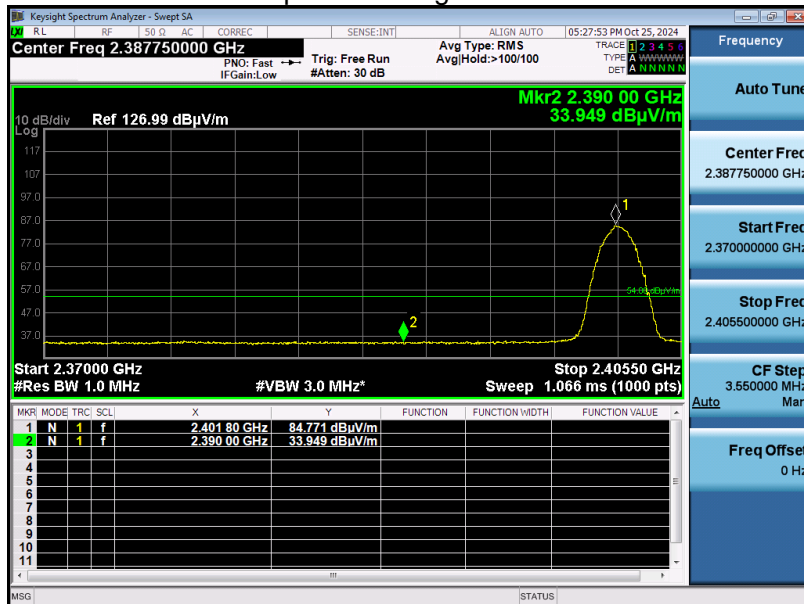 Keysight Spectrum Analyzer - Swept SA
RL RF 50 Ω AC CORREC SENSE:INT ALIGN AUTO 05:27:53 PM Oct 25, 2024
Center Freq 2.387750000 GHz
PNO: Fast
IFGain:Low
Trig: Free Run
#Atten: 30 dB
Avg Type: RMS
Avg|Hold:>100/100
TRACE 1 2 3 4 5 6
TYPE A WWWWW
DET A N N N N N
Frequency
Mkr2 2.390 00 GHz
33.949 dBµV/m
10 dB/div Ref 126.99 dBµV/m
Log
117
107
97.0
87.0
77.0
67.0
57.0
47.0
37.0
1
2
Start 2.37000 GHz
Stop 2.40550 GHz
#Res BW 1.0 MHz #VBW 3.0 MHz* Sweep 1.066 ms (1000 pts)
MKR MODE TRC SCL X Y FUNCTION FUNCTION WIDTH FUNCTION VALUE
1 N 1 f 2.401 80 GHz 84.771 dBµV/m
2 N 1 f 2.390 00 GHz 33.949 dBµV/m
3
4
5
6
7
8
9
10
11
MSG STATUS
Auto Tune
Center Freq
2.387750000 GHz
Start Freq
2.370000000 GHz
Stop Freq
2.405500000 GHz
CF Step
3.550000 MHz
Auto Man
Freq Offset
0 Hz